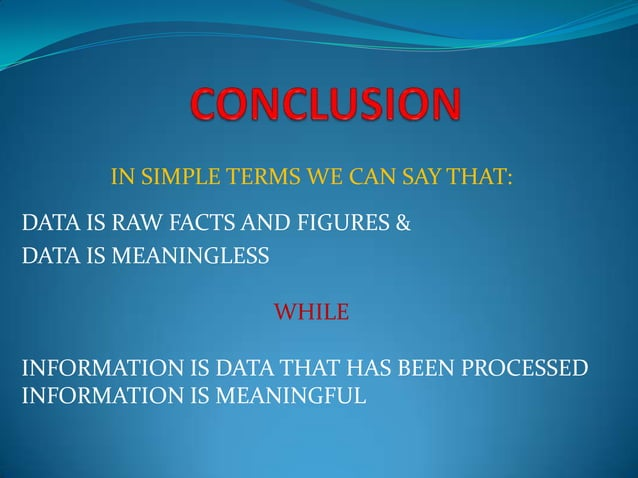 CONCLUSION
IN SIMPLE TERMS WE CAN SAY THAT:
DATA IS RAW FACTS AND FIGURES &
DATA IS MEANINGLESS
WHILE
INFORMATION IS DATA THAT HAS BEEN PROCESSED
INFORMATION IS MEANINGFUL